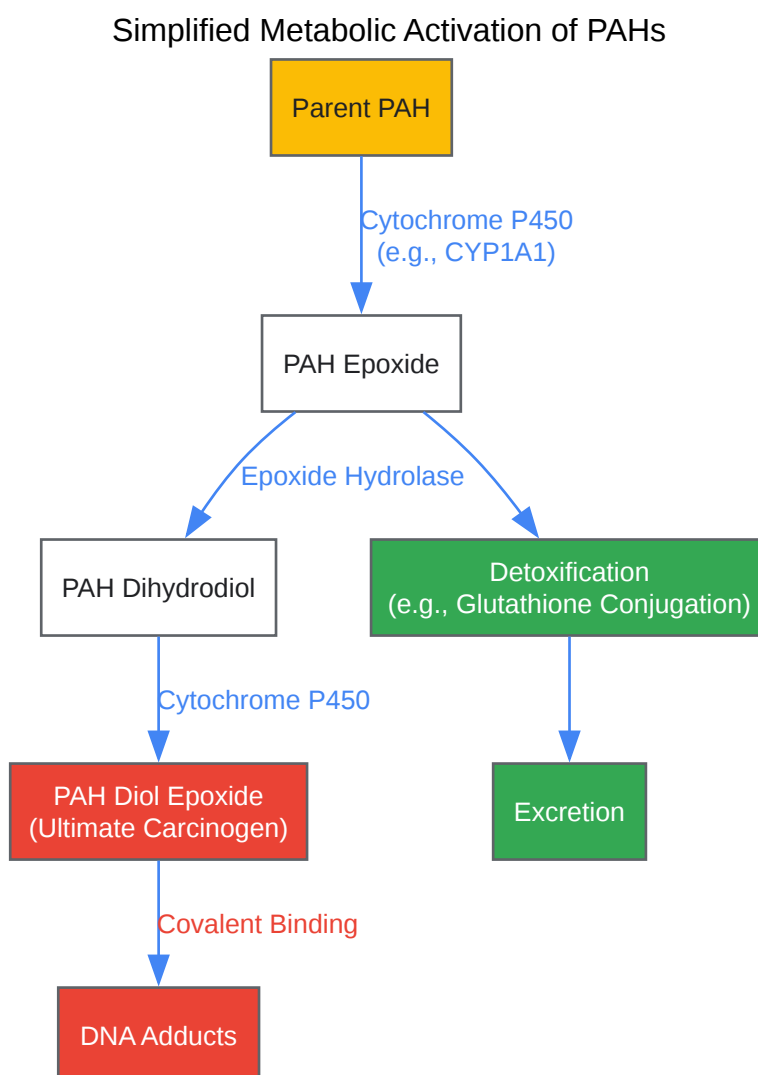 Simplified Metabolic Activation of PAHs
Parent PAH
Cytochrome P450
(e.g., CYP1A1)
PAH Epoxide
Epoxide Hydrolase
PAH Dihydrodiol
Detoxification
(e.g., Glutathione Conjugation)
Cytochrome P450
PAH Diol Epoxide
(Ultimate Carcinogen)
Excretion
Covalent Binding
DNA Adducts